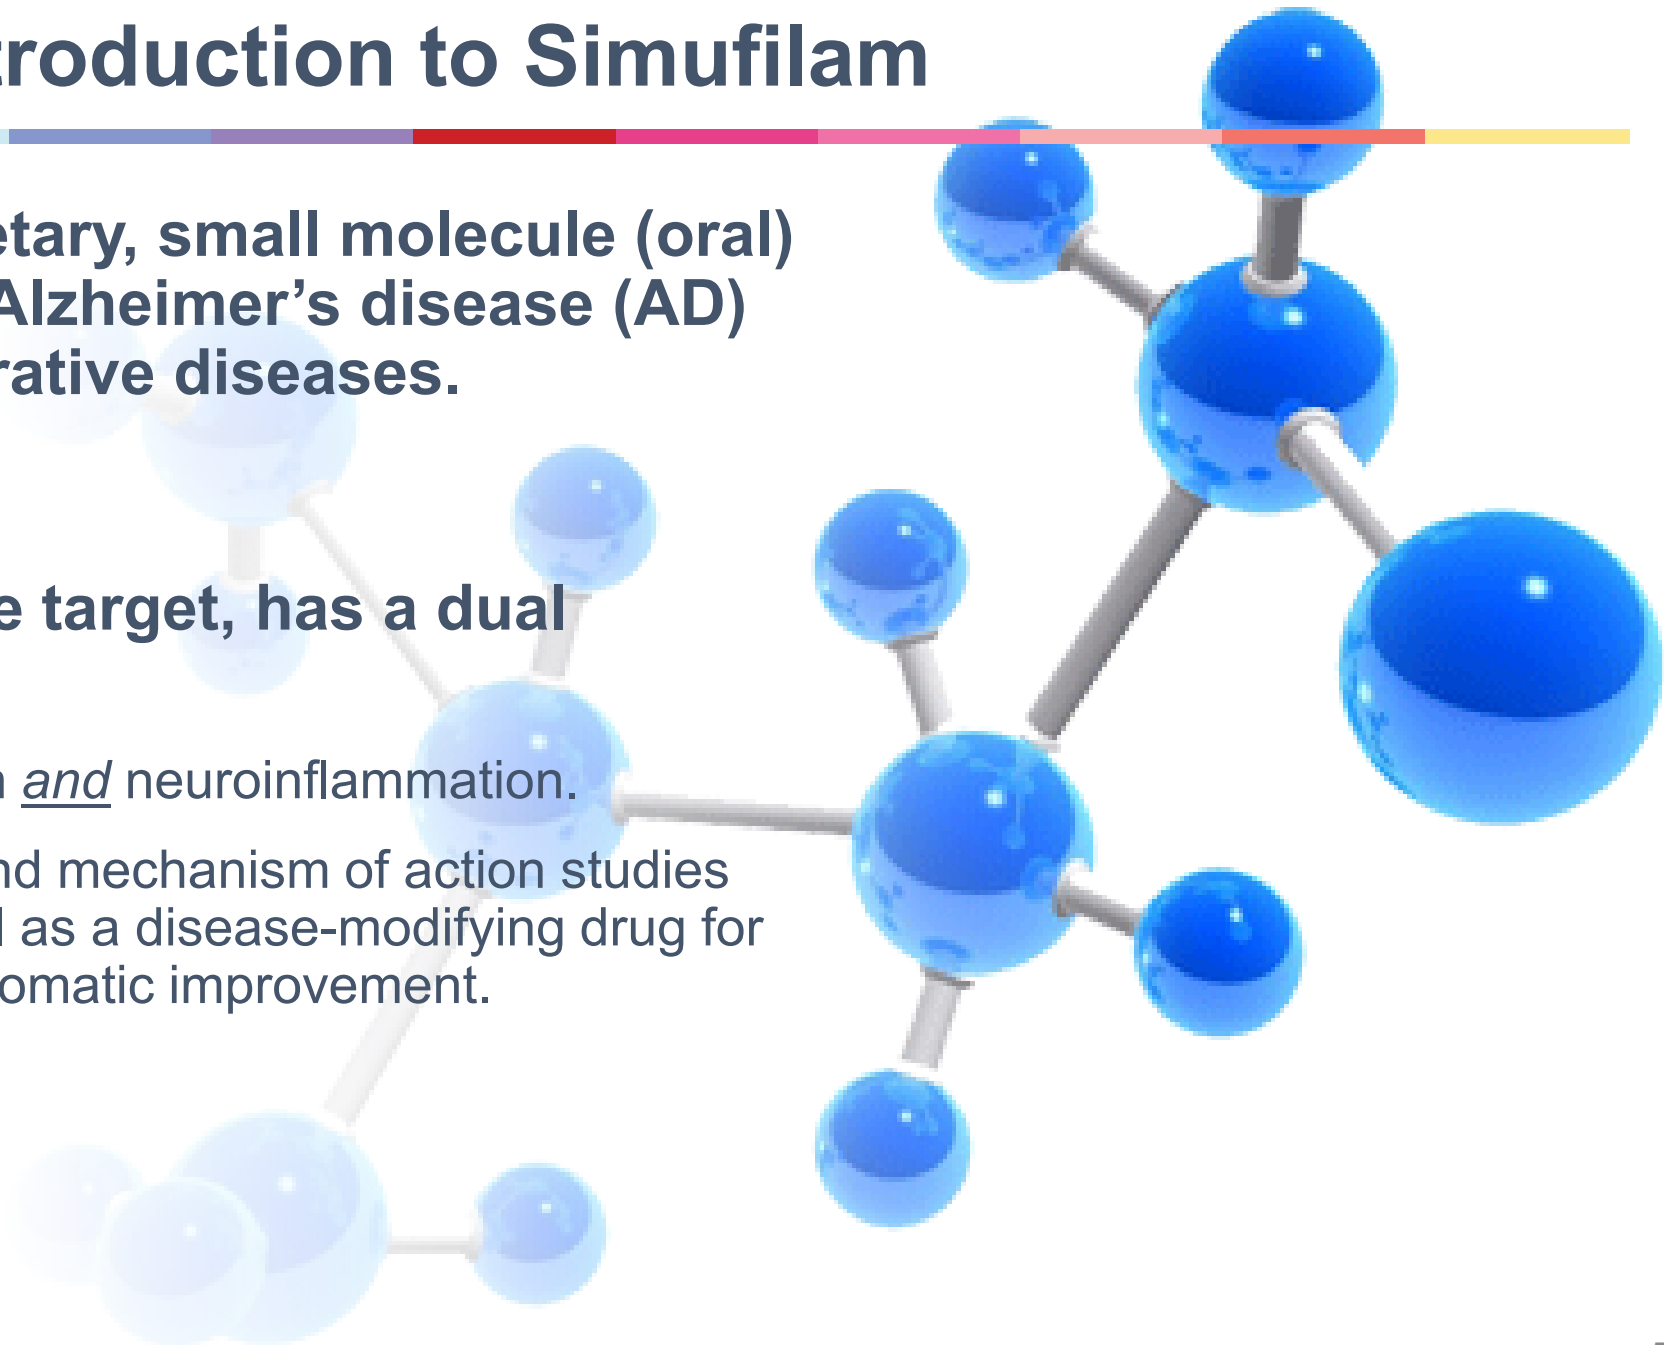 troduction to Simufilam
etary, small molecule (oral)
Alzheimer’s disease (AD)
rative diseases.
e target, has a dual
and neuroinflammation.
nd mechanism of action studies
as a disease-modifying drug for
omatic improvement.